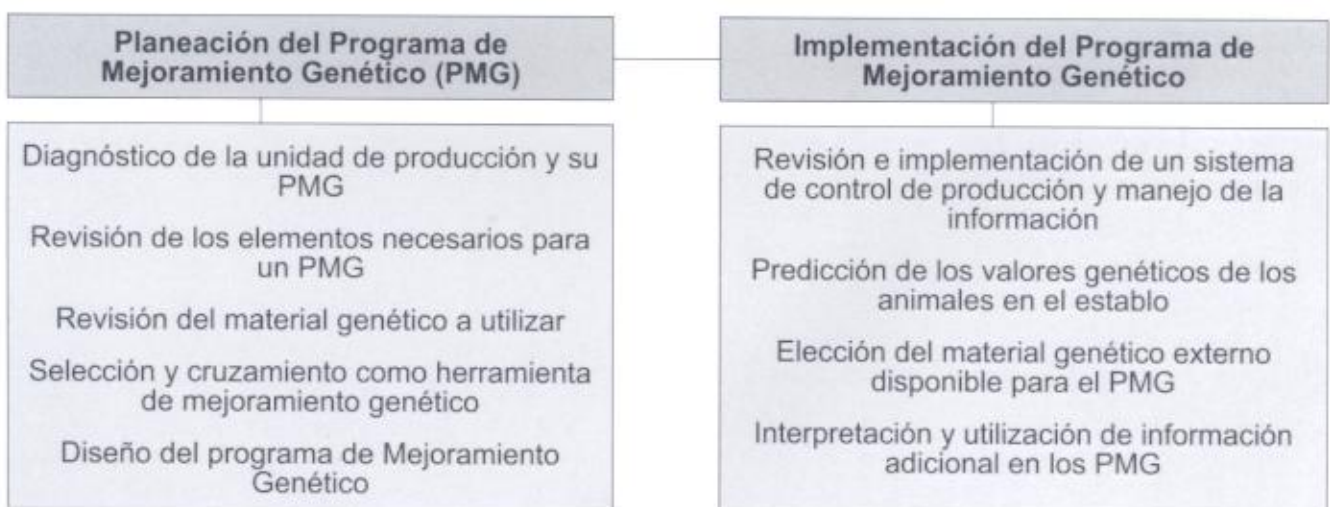 Planeación del Programa de
Mejoramiento Genético (PMG)
Diagnóstico de la unidad de producción y su
PMG
Revisión de los elementos necesarios para
un PMG
Revisión del material genético a utilizar
Selección y cruzamiento como herramienta
de mejoramiento genético
Diseño del programa de Mejoramiento
Genético
Implementación del Programa de
Mejoramiento Genético
Revisión e implementación de un sistema
de control de producción y manejo de la
información
Predicción de los valores genéticos de los
animales en el establo
Elección del material genético externo
disponible para el PMG
Interpretación y utilización de información
adicional en los PMG